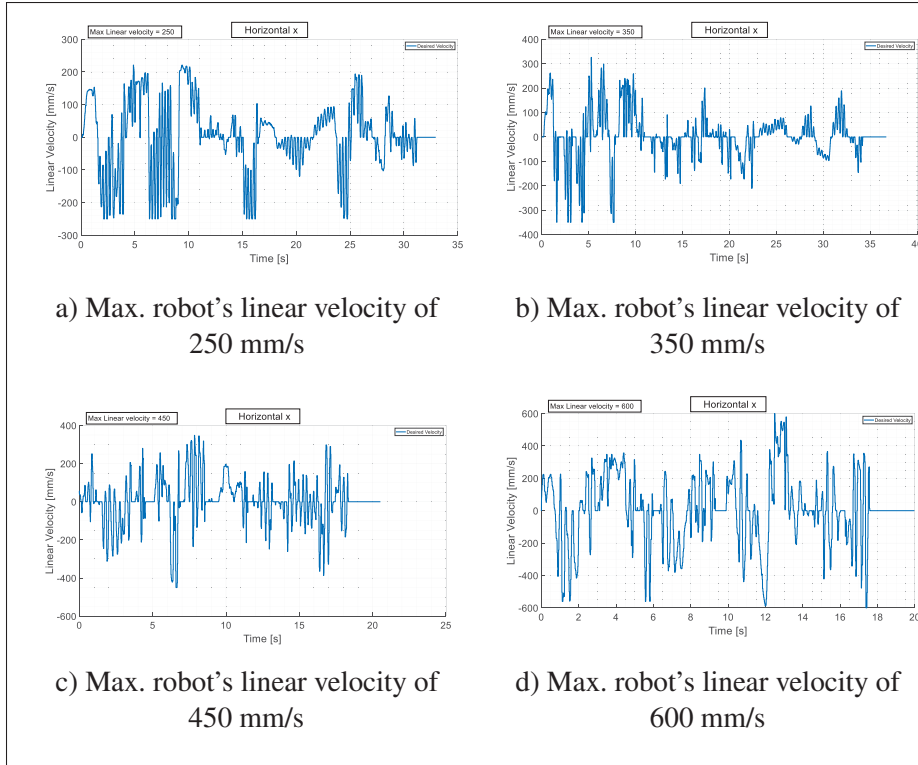 Max Linear velocity = 250
Horizontal x
Desired Velocity
300
200
100
0
-100
-200
-300
Linear Velocity [mm/s]
0 5 10 15 20 25 30 35
Time [s]
a) Max. robot's linear velocity of
250 mm/s
Max Linear velocity = 350
Horizontal x
Desired Velocity
400
300
200
100
0
-100
-200
-300
-400
Linear Velocity [mm/s]
0 5 10 15 20 25 30 35 40
Time [s]
b) Max. robot's linear velocity of
350 mm/s
Max Linear velocity = 450
Horizontal x
Desired Velocity
400
200
0
-200
-400
-600
Linear Velocity [mm/s]
0 5 10 15 20 25
Time [s]
c) Max. robot's linear velocity of
450 mm/s
Max Linear velocity = 600
Horizontal x
Desired Velocity
600
400
200
0
-200
-400
-600
Linear Velocity [mm/s]
0 2 4 6 8 10 12 14 16 18 20
Time [s]
d) Max. robot's linear velocity of
600 mm/s